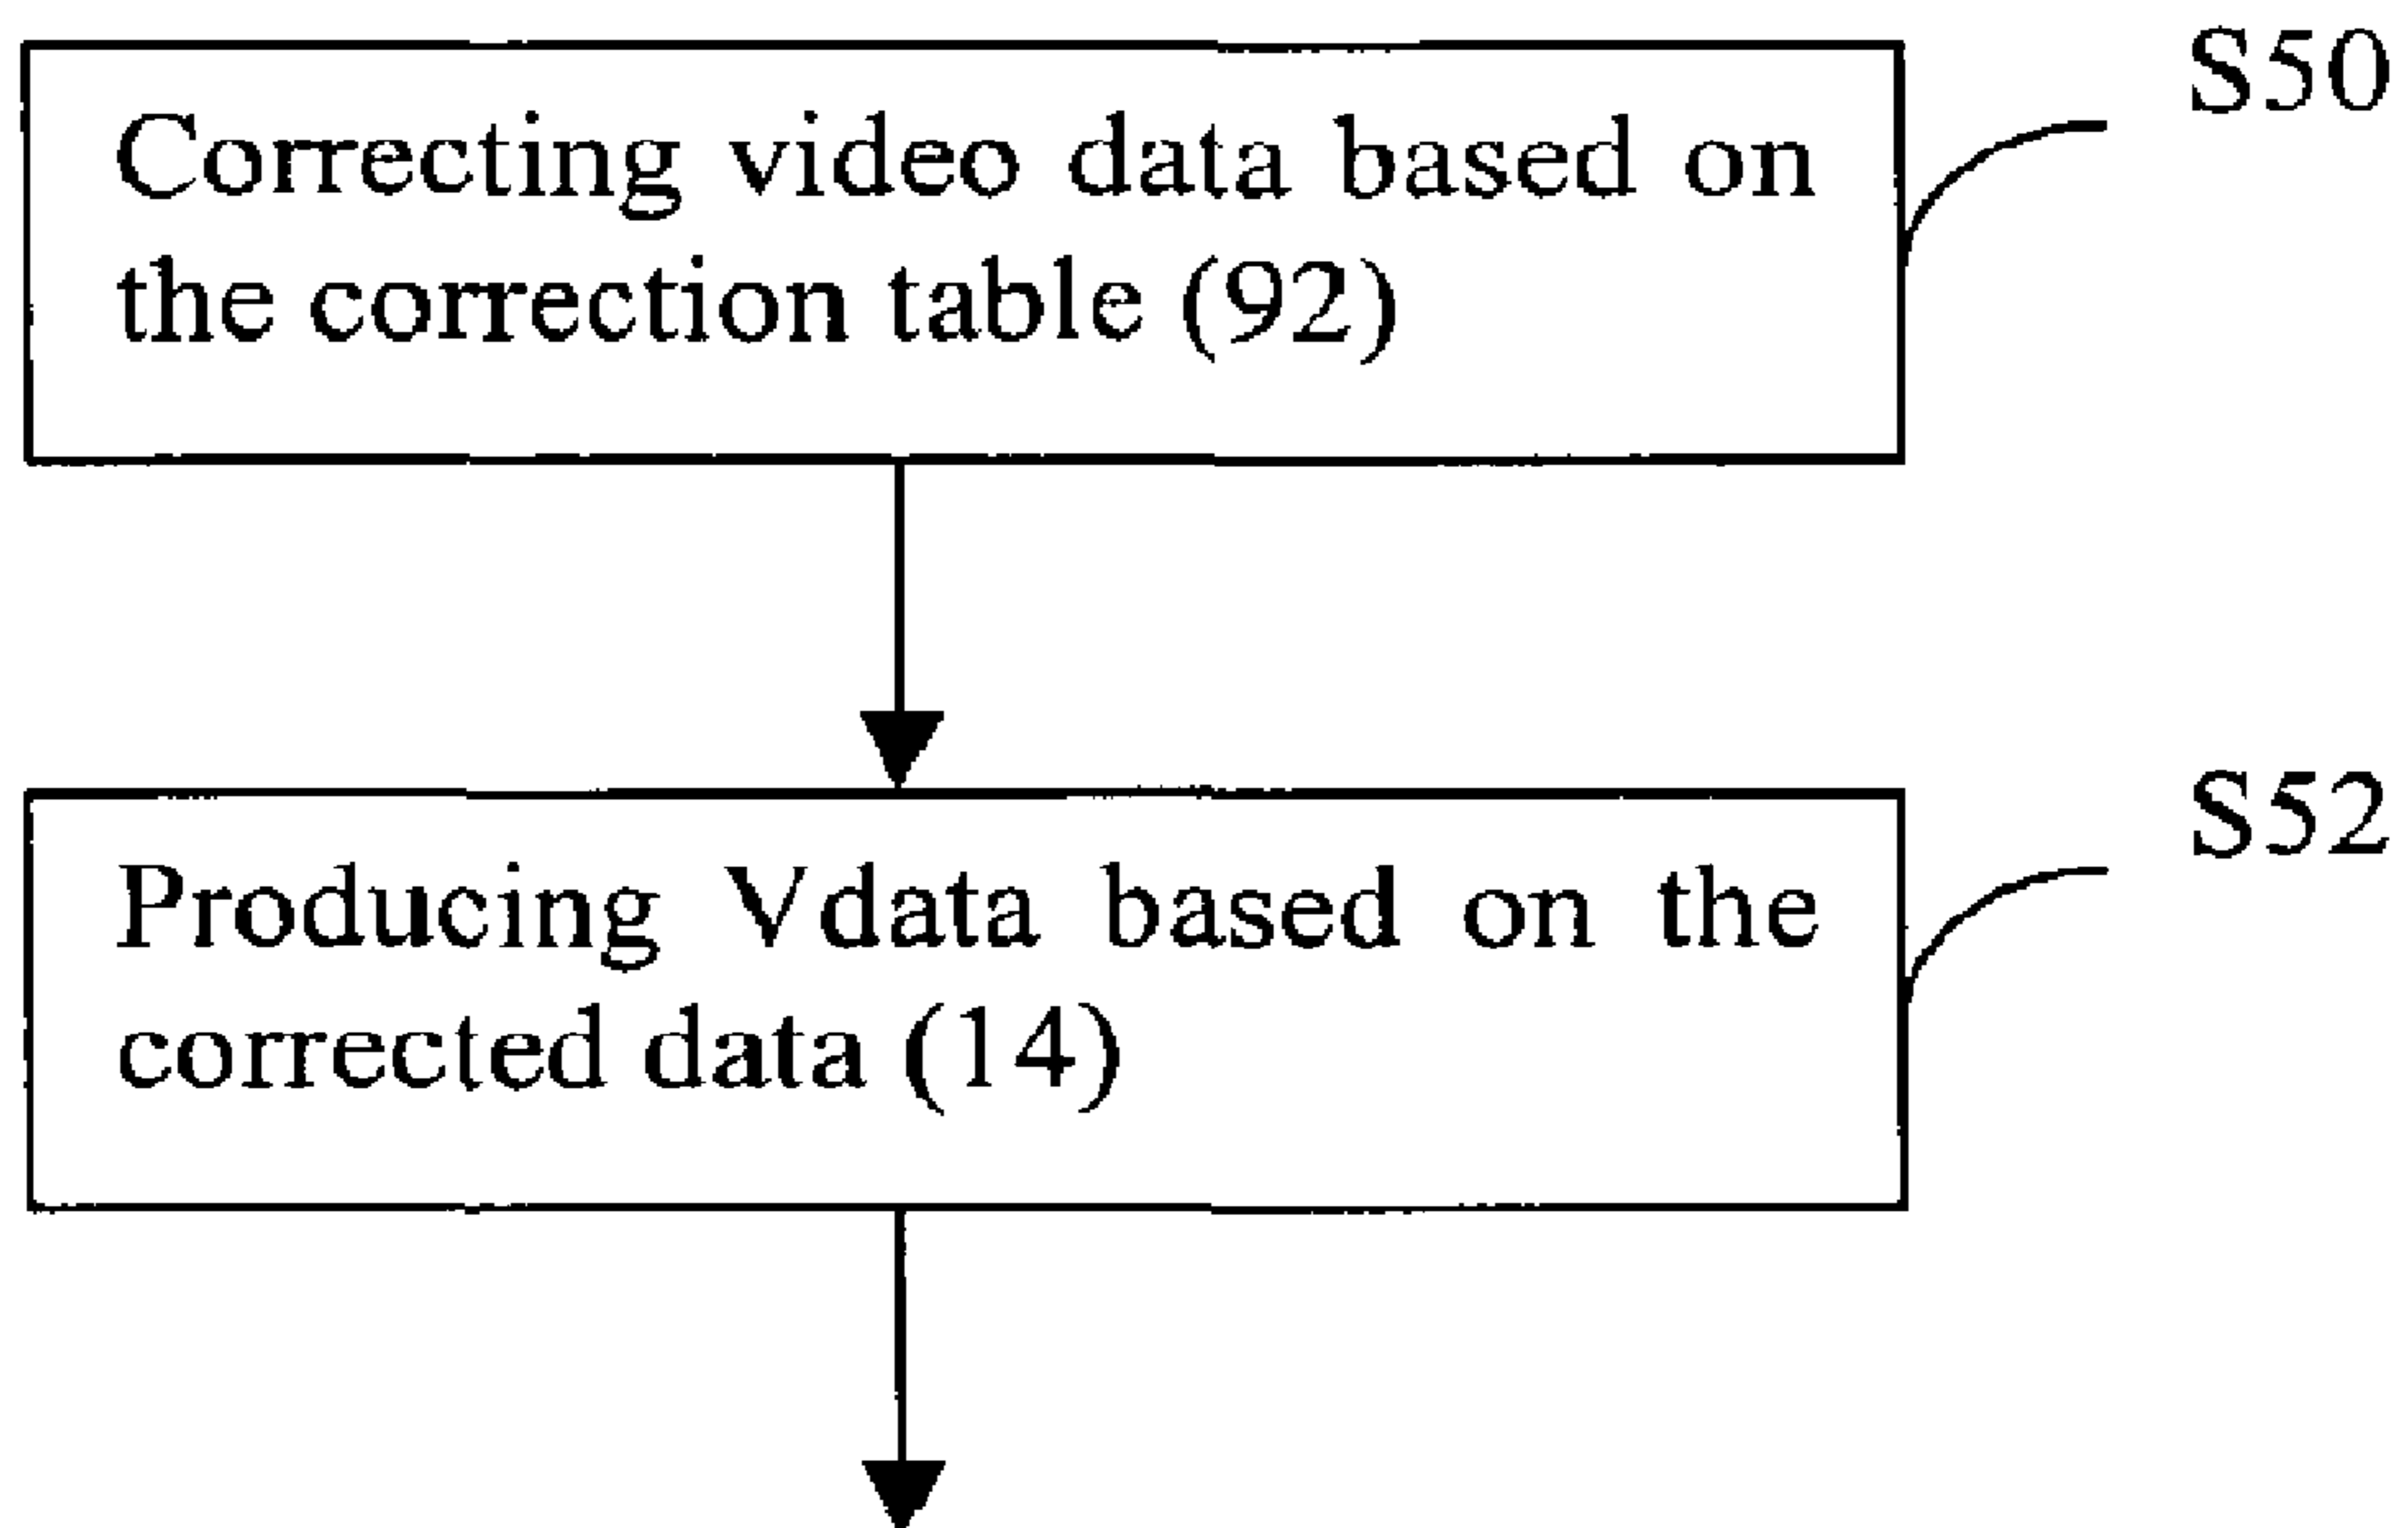 S50
Correcting video data based on
the correction table (92)
S52
Producing Vdata based on the
corrected data (14)